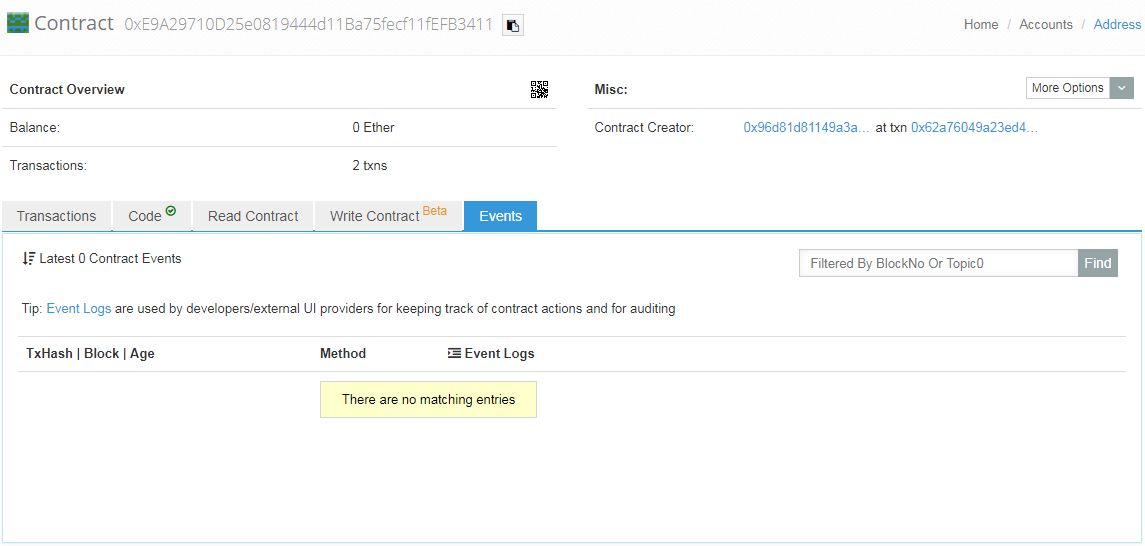 Contract 0xE9A29710D25e0819444d11Ba75fecf11fEFB3411
Home / Accounts / Address
Contract Overview
Misc:
More Options
Balance: 0 Ether
Contract Creator: 0x96d81d81149a3a... at txn 0x62a76049a23ed4...
Transactions: 2 txns
Transactions Code Read Contract Write Contract Beta Events
Latest 0 Contract Events
Filtered By BlockNo Or Topic0 Find
Tip: Event Logs are used by developers/external UI providers for keeping track of contract actions and for auditing
TxHash | Block | Age Method Event Logs
There are no matching entries